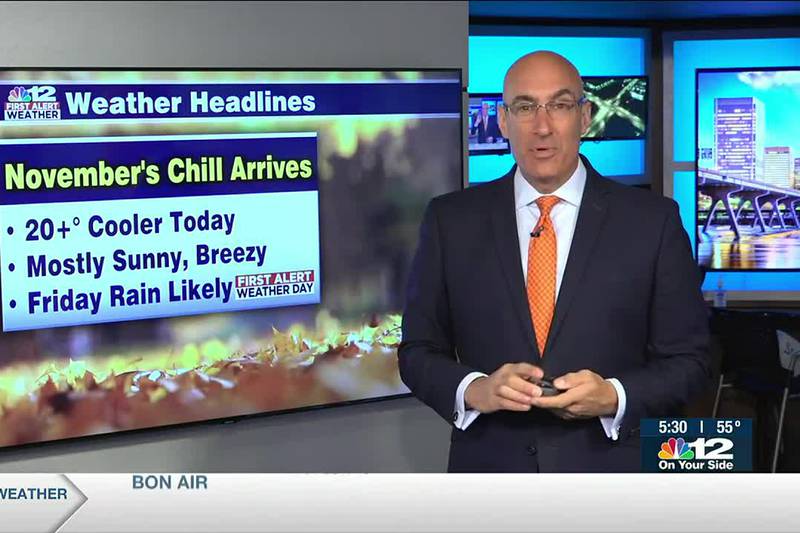 12
FIRST ALERT
WEATHER
Weather Headlines
November's Chill Arrives
• 20+° Cooler Today
• Mostly Sunny, Breezy
• Friday Rain Likely
FIRST ALERT
WEATHER DAY
5:30 | 55°
12
On Your Side
WEATHER
BON AIR